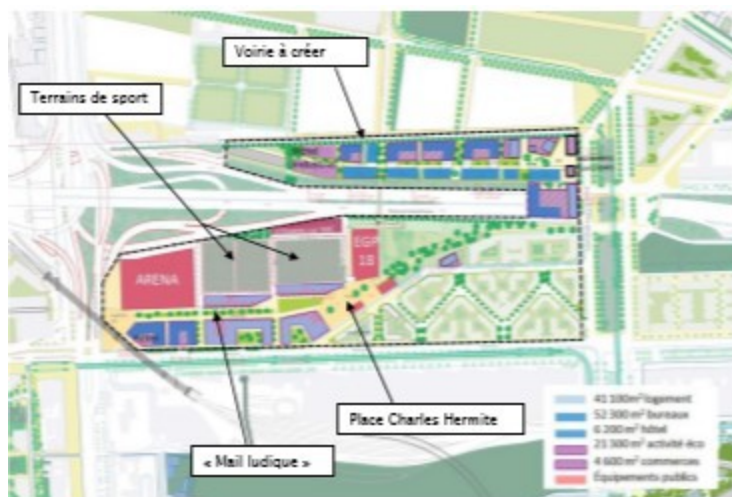 Voirie à créer
Terrains de sport
ARENA
EGP
18
Place Charles Hermite
« Mail ludique »
41 100m² logement
52 300 m² bureaux
6 200 m² hôtel
21 300 m² activité éco
4 600 m² commerces
Équipements publics